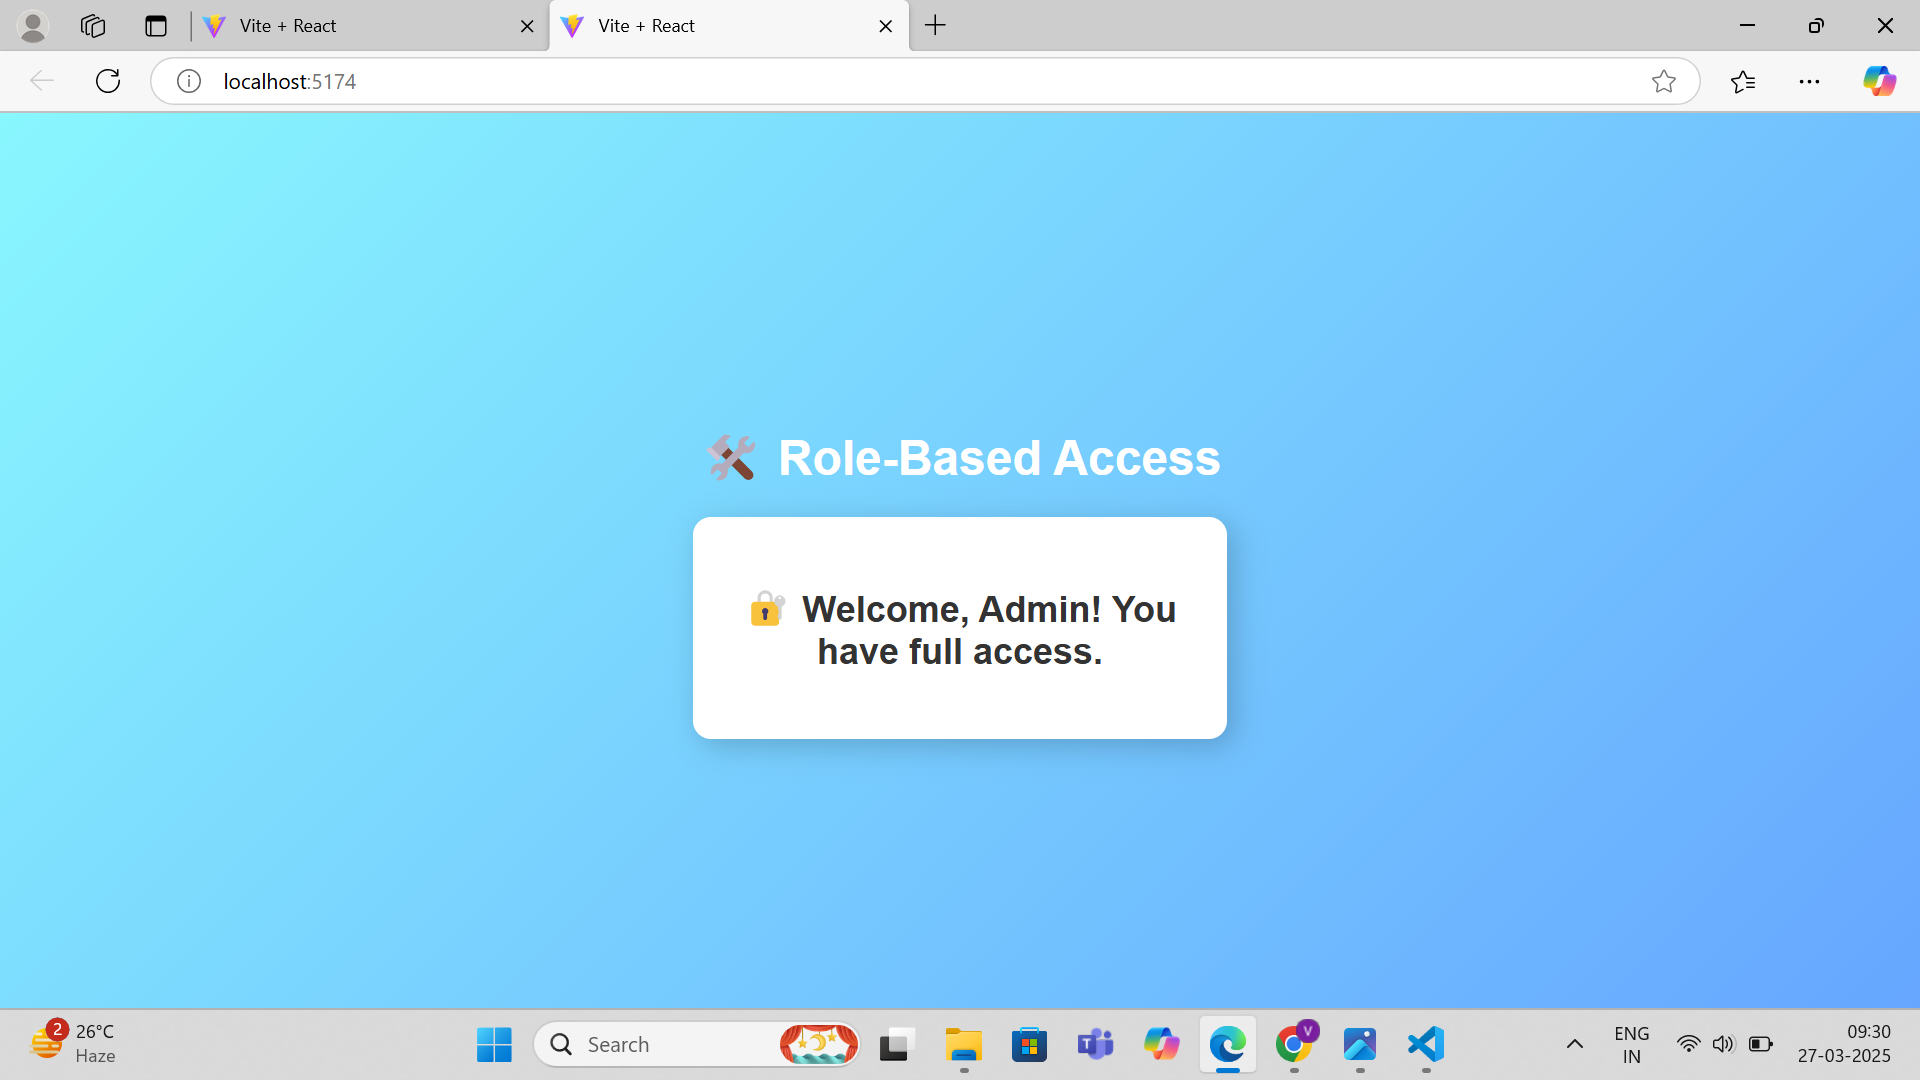 Vite + React
Vite + React
localhost:5174
🛠️ Role-Based Access
🔐 Welcome, Admin! You
have full access.
2
26°C
Haze
Search
T
V
ENG
IN
09:30
27-03-2025